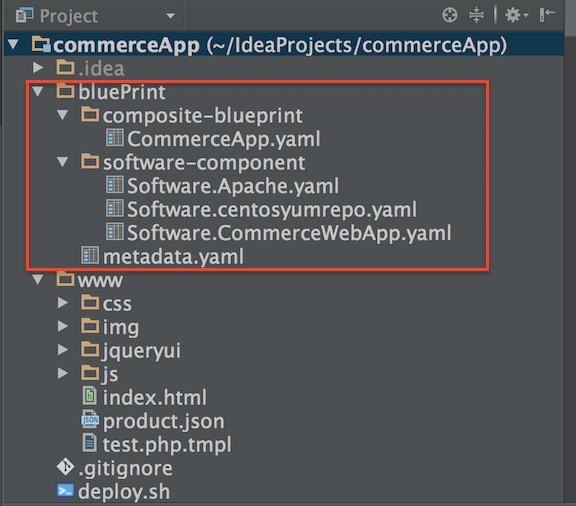 Project
commerceApp (~/IdeaProjects/commerceApp)
.idea
bluePrint
composite-blueprint
CommerceApp.yaml
software-component
Software.Apache.yaml
Software.centosyumrepo.yaml
Software.CommerceWebApp.yaml
metadata.yaml
www
css
img
jqueryui
js
index.html
product.json
test.php.tmpl
.gitignore
deploy.sh